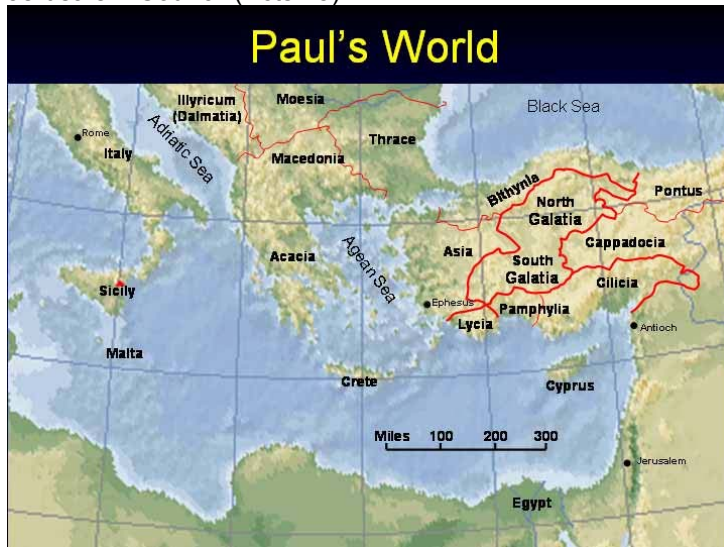 Paul's World
Illyricum
(Dalmatia)
Moesia
Black Sea
Rome
Adriatic Sea
Italy
Thrace
Macedonia
Bithynia
Pontus
North
Galatia
Acacia
Agean Sea
Asia
Cappadocia
South
Galatia
Cilicia
Sicily
Ephesus
Pamphylia
Lycia
Antioch
Malta
Crete
Cyprus
Miles 100 200 300
Jerusalem
Egypt